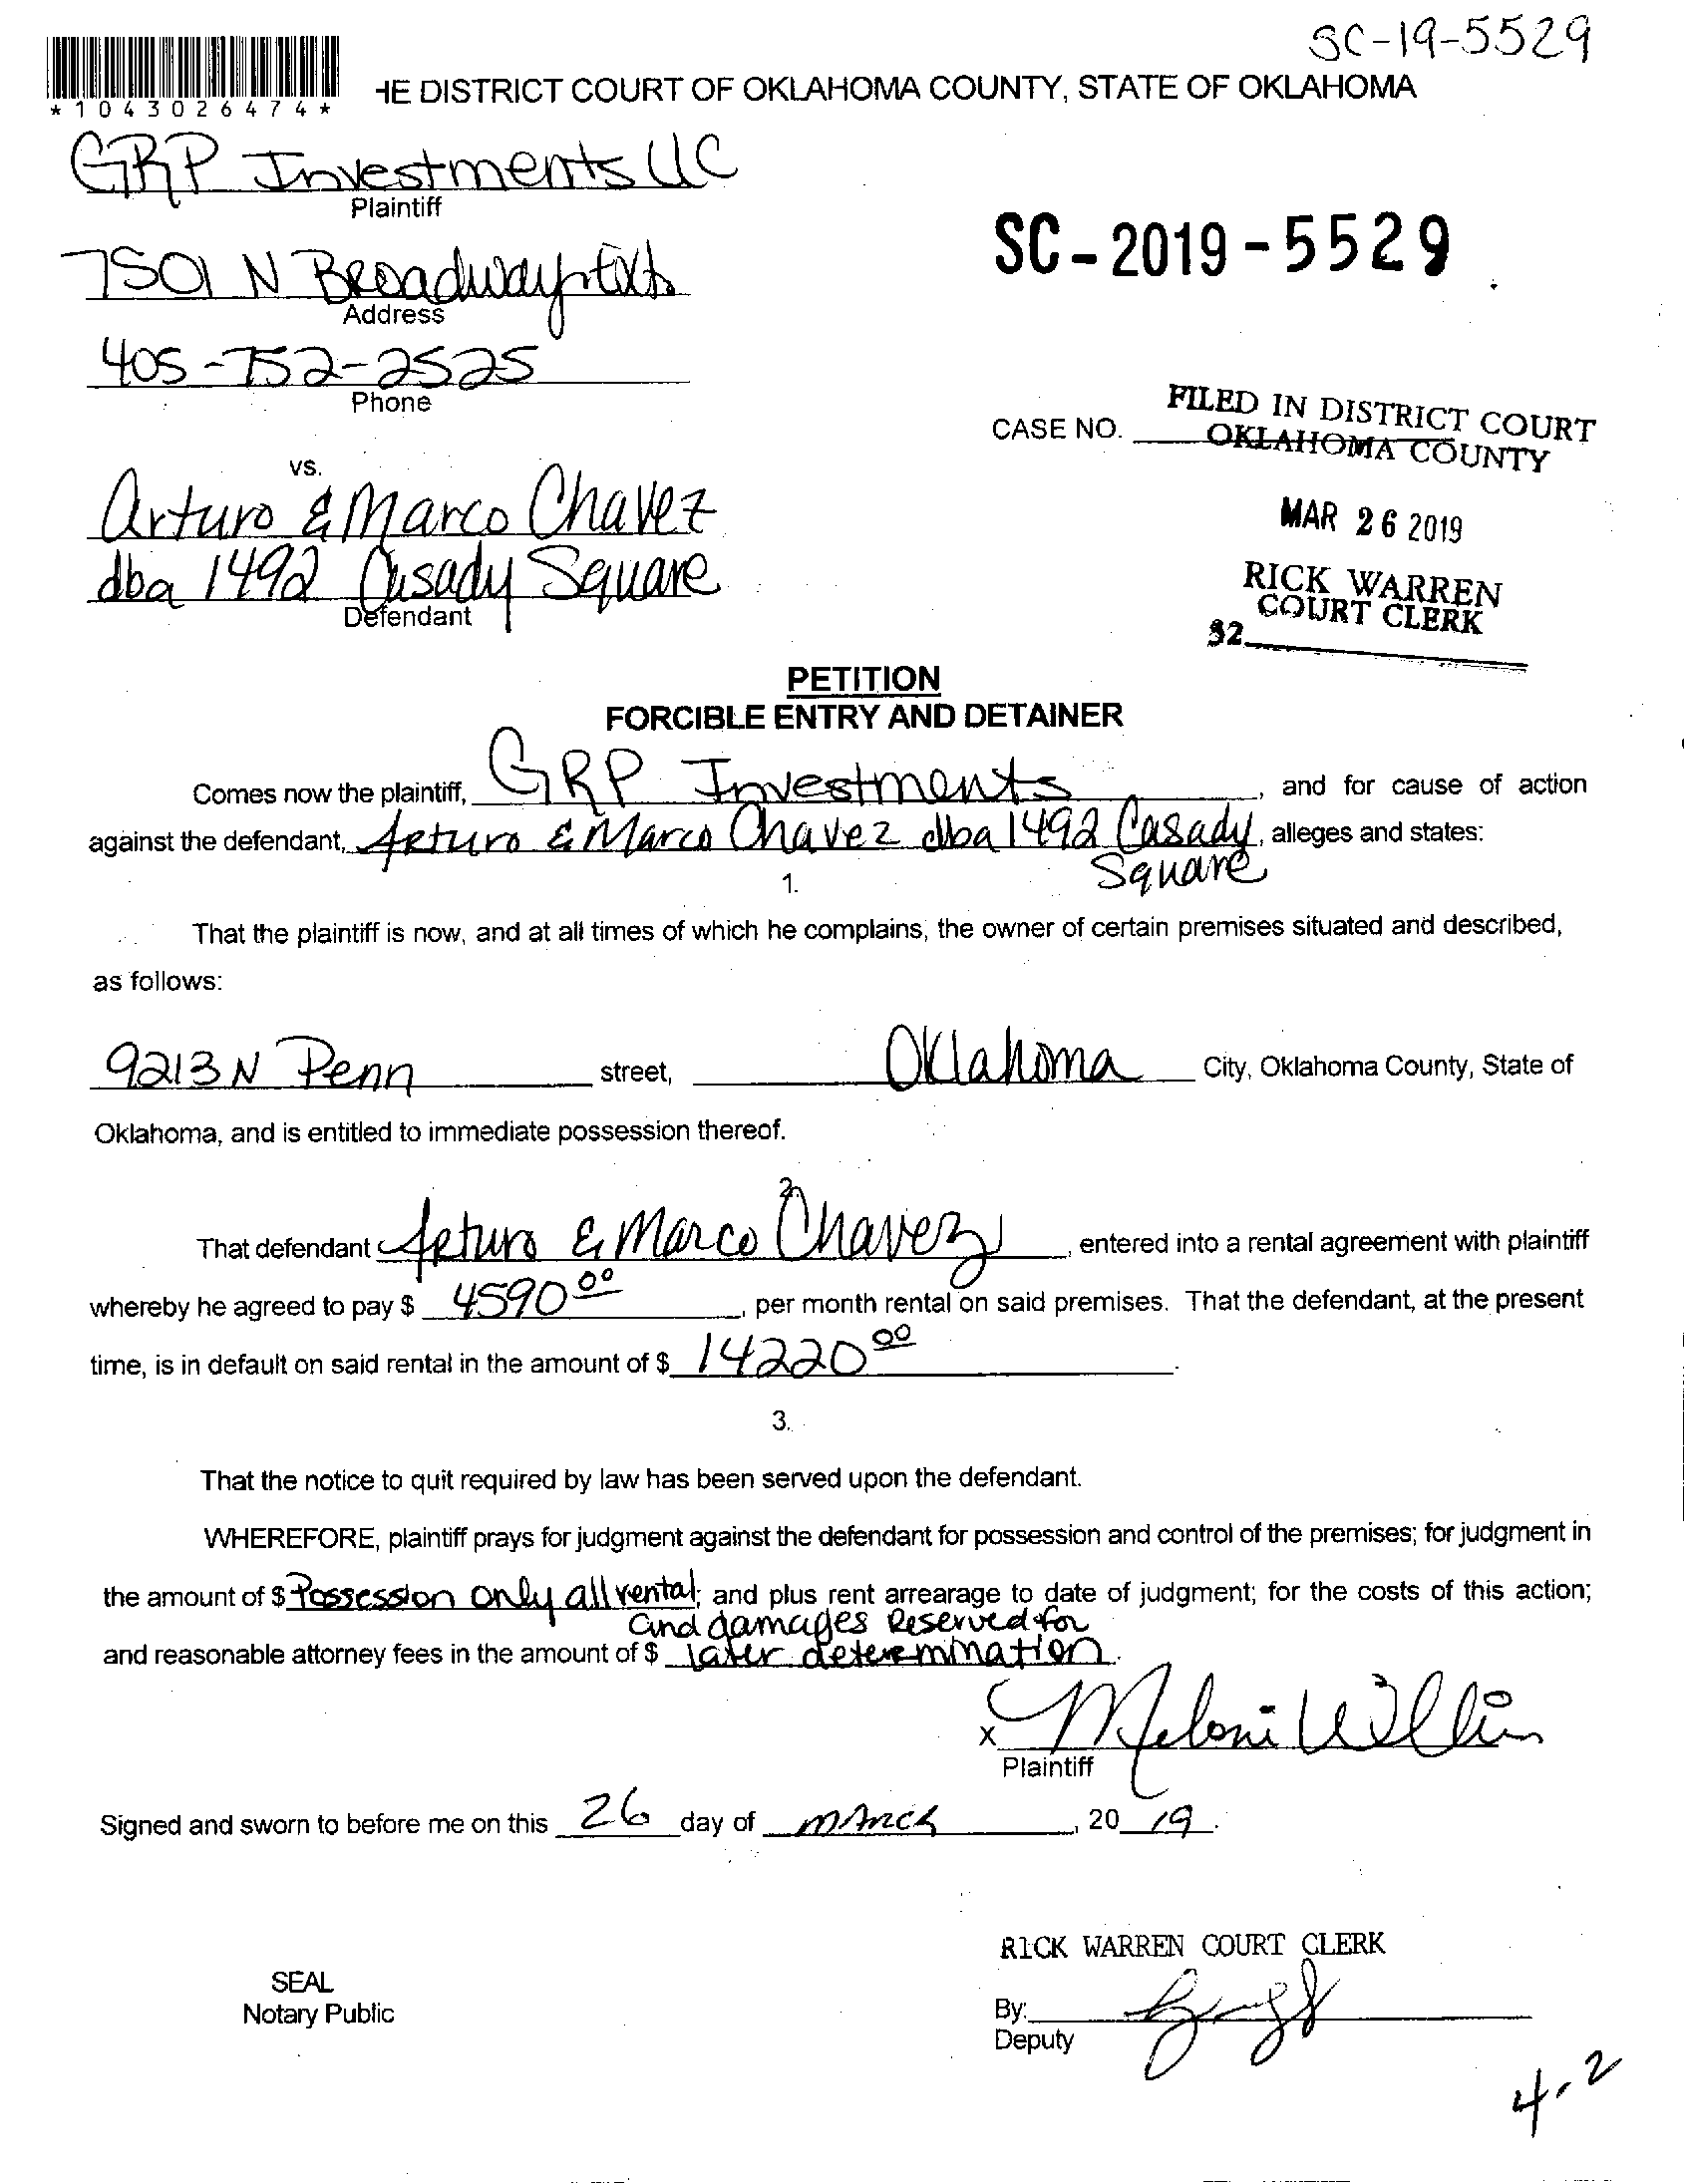 SC-19-5529
*1043026474*
HE DISTRICT COURT OF OKLAHOMA COUNTY, STATE OF OKLAHOMA
GRP Investments LLC
Plaintiff
SC-2019-5529
7501 N Broadway Ext
Address
405-752-2525
Phone
FILED IN DISTRICT COURT
CASE NO. OKLAHOMA COUNTY
vs.
Arturo & Marco Chavez
MAR 26 2019
dba 1492 Casady Square
Defendant
RICK WARREN
COURT CLERK
32
PETITION
FORCIBLE ENTRY AND DETAINER
Comes now the plaintiff, GRP Investments, and for cause of action
against the defendant, Arturo & Marco Chavez dba 1492 Casady, alleges and states:
Square
1.
That the plaintiff is now, and at all times of which he complains, the owner of certain premises situated and described,
as follows:
9213 N Penn street, Oklahoma City, Oklahoma County, State of
Oklahoma, and is entitled to immediate possession thereof.
2.
That defendant Arturo & Marco Chavez, entered into a rental agreement with plaintiff
whereby he agreed to pay $ 4590 00, per month rental on said premises. That the defendant, at the present
time, is in default on said rental in the amount of $ 14220 00.
3.
That the notice to quit required by law has been served upon the defendant.
WHEREFORE, plaintiff prays for judgment against the defendant for possession and control of the premises; for judgment in
the amount of $ Possession only all rental; and plus rent arrearage to date of judgment; for the costs of this action;
and damages Reserved for
and reasonable attorney fees in the amount of $ later determination.
x Meloni
Plaintiff
Signed and sworn to before me on this 26 day of March, 20 19.
RICK WARREN COURT CLERK
SEAL
Notary Public
By:
Deputy
4-2